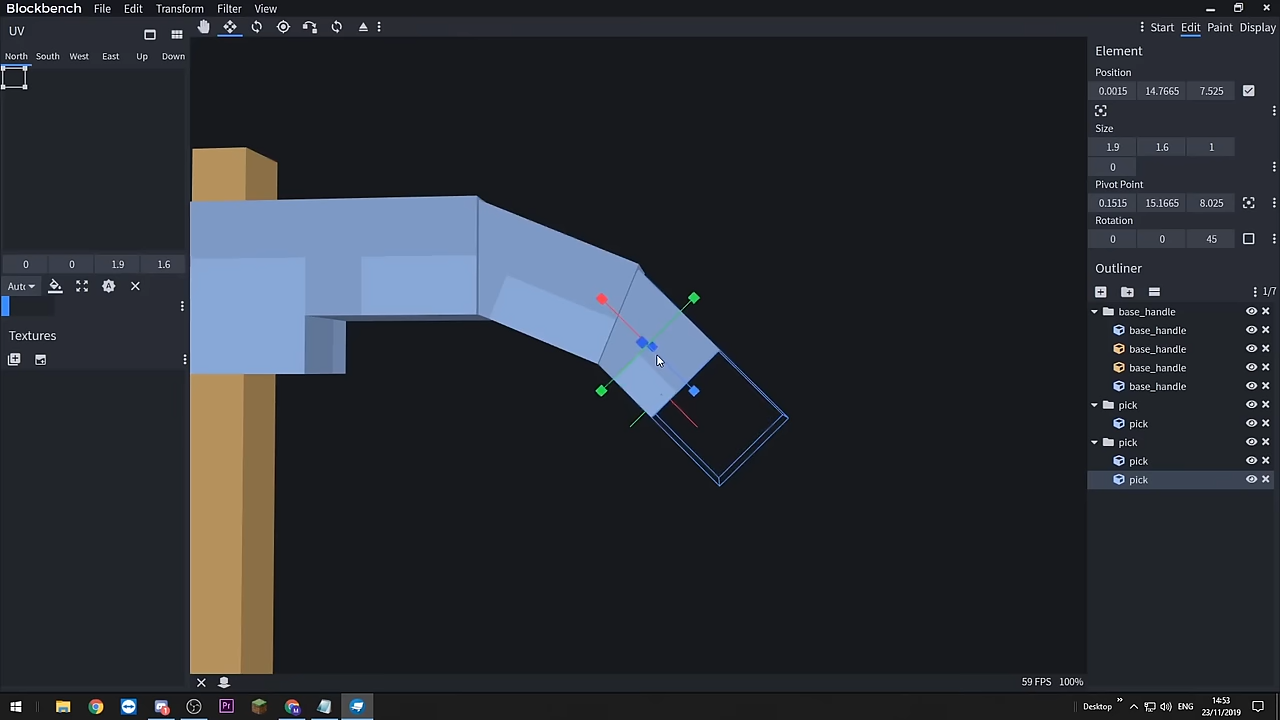 Blockbench File Edit Transform Filter View
Start Edit Paint Display
UV
North South West East Up Down
0 0 1.9 1.6
Auto
Textures
Element
Position
0.0015 14.7665 7.525
Size
1.9 1.6 1
0
Pivot Point
0.1515 15.1665 8.025
Rotation
0 0 45
Outliner
1/7
base_handle
base_handle
base_handle
base_handle
base_handle
pick
pick
pick
pick
pick
59 FPS 100%
Desktop » ENG
14:53
23/11/2019